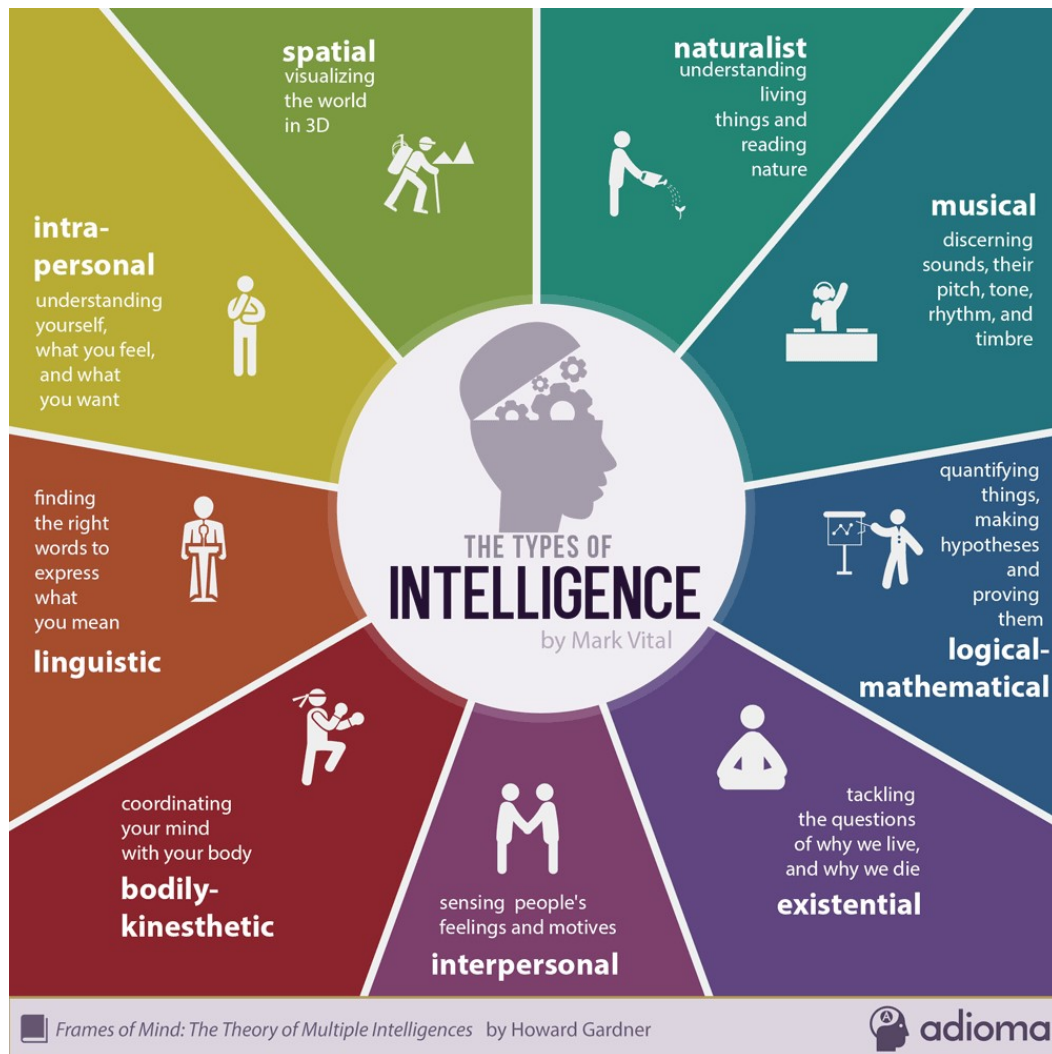 spatial
visualizing
the world
in 3D
naturalist
understanding
living
things and
reading
nature
musical
discerning
sounds, their
pitch, tone,
rhythm, and
timbre
quantifying
things,
making
hypotheses
and
proving
them
logical-
mathematical
tackling
the questions
of why we live,
and why we die
existential
sensing people's
feelings and motives
interpersonal
coordinating
your mind
with your body
bodily-
kinesthetic
finding
the right
words to
express
what
you mean
linguistic
intra-
personal
understanding
yourself,
what you feel,
and what
you want
THE TYPES OF
INTELLIGENCE
by Mark Vital
Frames of Mind: The Theory of Multiple Intelligences by Howard Gardner
A
adioma